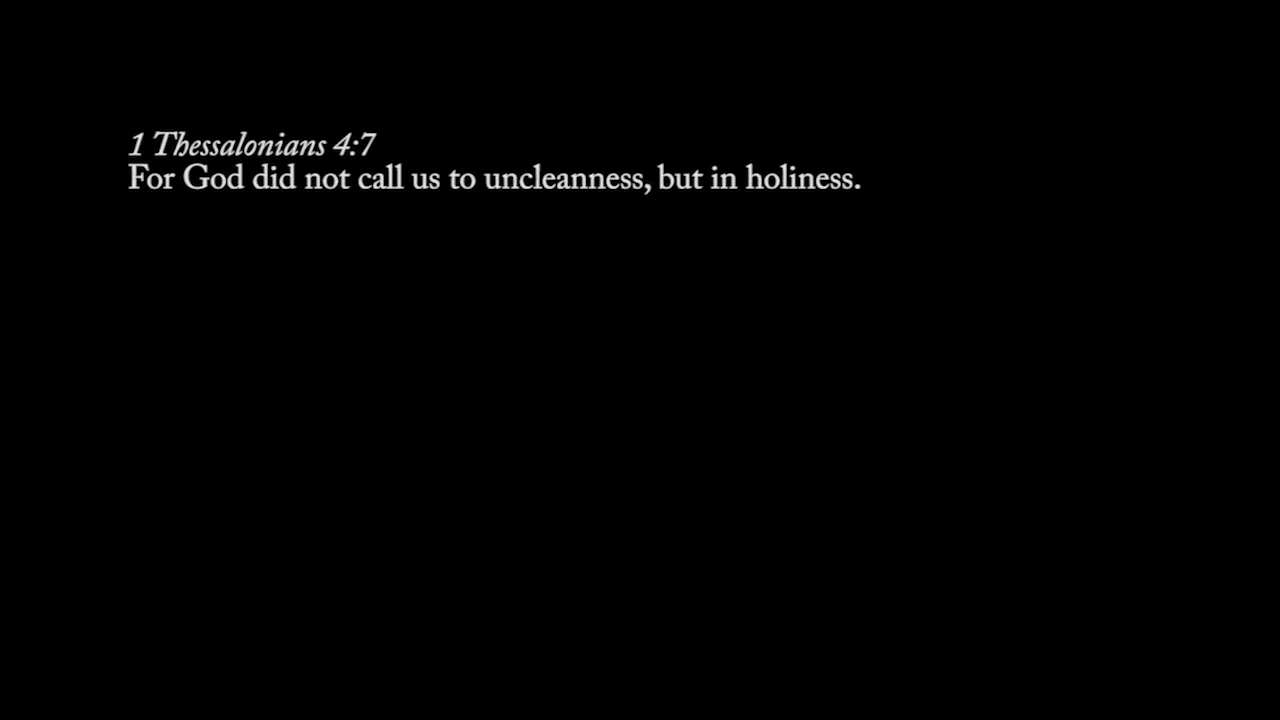 1 Thessalonians 4:7
For God did not call us to uncleanness, but in holiness.